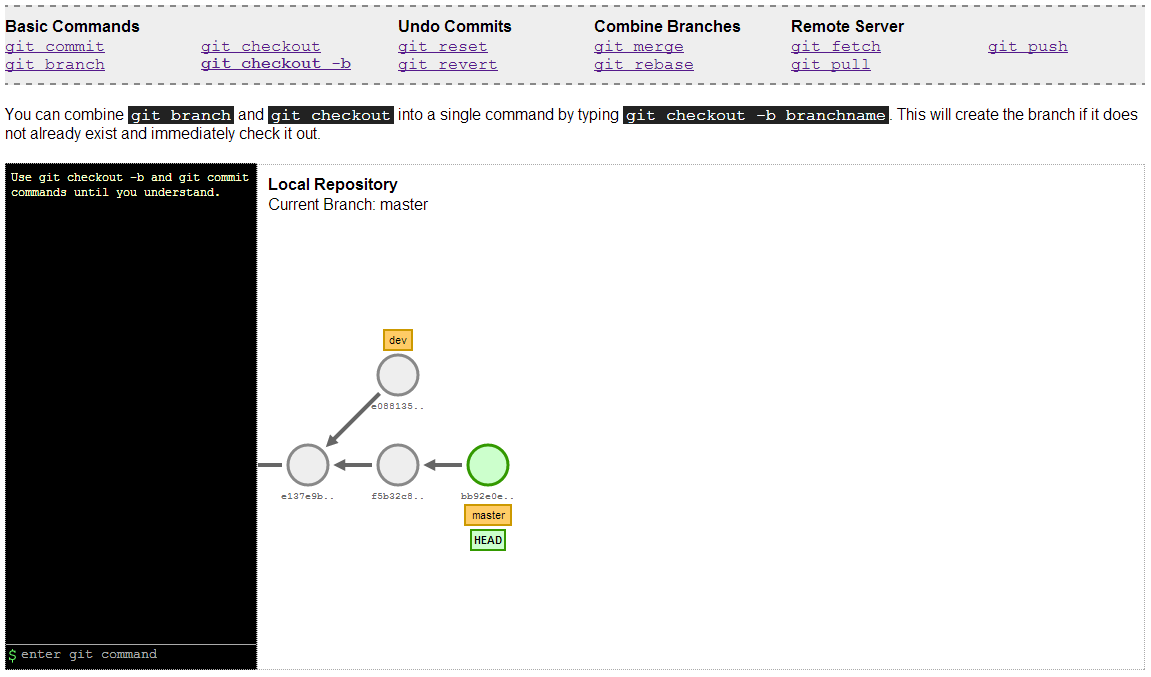 Basic Commands Undo Commits Combine Branches Remote Server
git commit git checkout git reset git merge git fetch git push
git branch git checkout -b git revert git rebase git pull
You can combine git branch and git checkout into a single command by typing git checkout -b branchname. This will create the branch if it does
not already exist and immediately check it out.
Use git checkout -b and git commit
commands until you understand.
Local Repository
Current Branch: master
dev
e088135..
e137e9b.. f5b32c8.. bb92e0e..
master
HEAD
$ enter git command